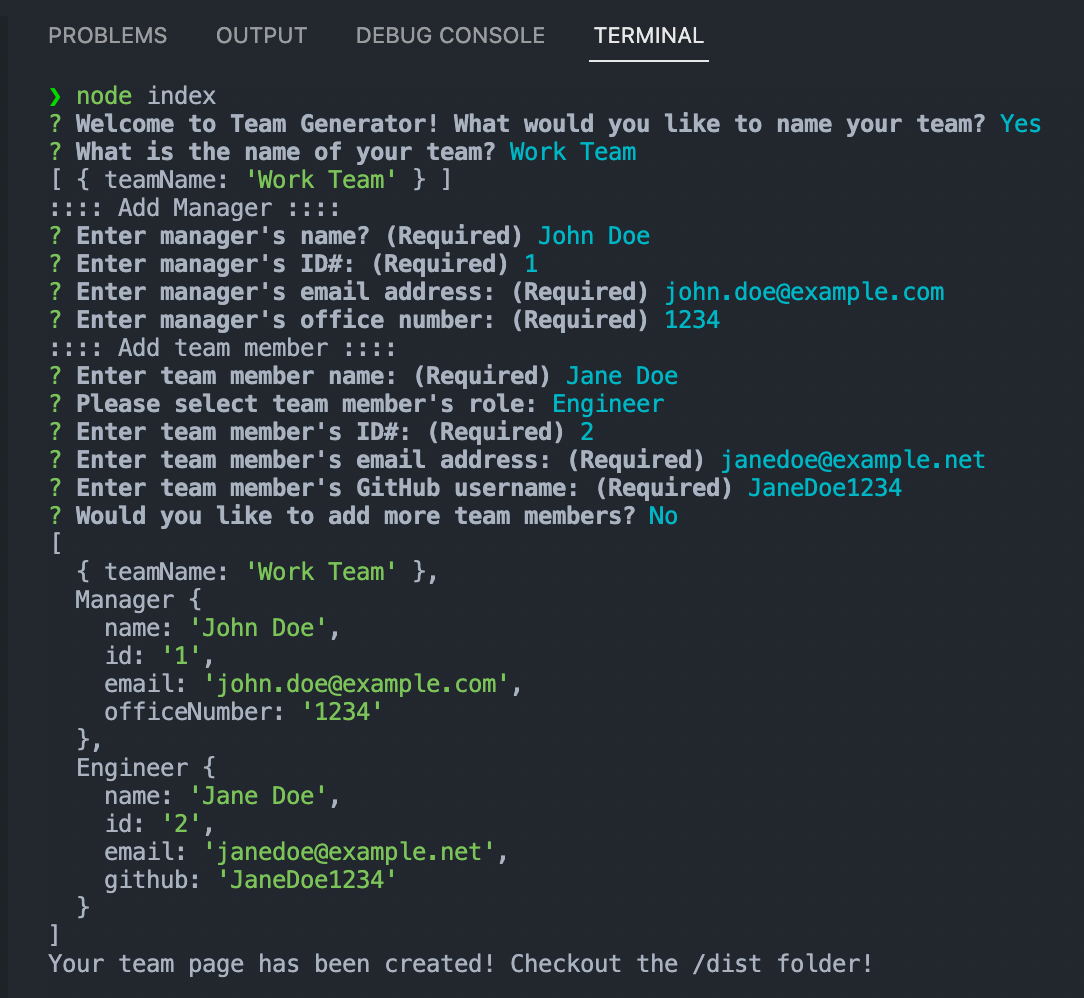 PROBLEMS OUTPUT DEBUG CONSOLE TERMINAL
❯ node index
? Welcome to Team Generator! What would you like to name your team? Yes
? What is the name of your team? Work Team
[ { teamName: 'Work Team' } ]
:::: Add Manager ::::
? Enter manager's name? (Required) John Doe
? Enter manager's ID#: (Required) 1
? Enter manager's email address: (Required) john.doe@example.com
? Enter manager's office number: (Required) 1234
:::: Add team member ::::
? Enter team member name: (Required) Jane Doe
? Please select team member's role: Engineer
? Enter team member's ID#: (Required) 2
? Enter team member's email address: (Required) janedoe@example.net
? Enter team member's GitHub username: (Required) JaneDoe1234
? Would you like to add more team members? No
[
  { teamName: 'Work Team' },
  Manager {
    name: 'John Doe',
    id: '1',
    email: 'john.doe@example.com',
    officeNumber: '1234'
  },
  Engineer {
    name: 'Jane Doe',
    id: '2',
    email: 'janedoe@example.net',
    github: 'JaneDoe1234'
  }
]
Your team page has been created! Checkout the /dist folder!